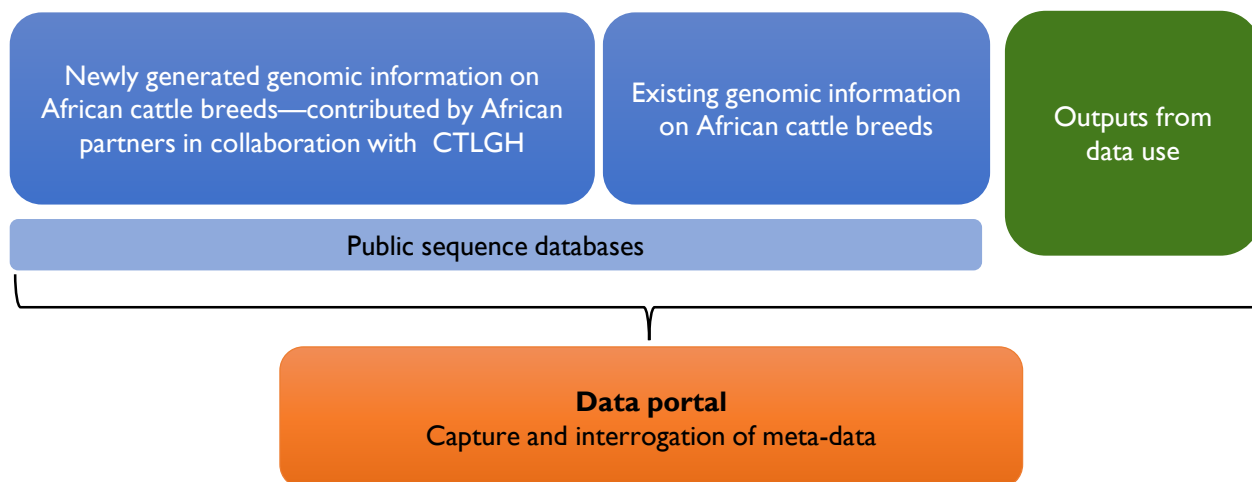 Newly generated genomic information on
African cattle breeds—contributed by African
partners in collaboration with CTLGH
Existing genomic information
on African cattle breeds
Outputs from
data use
Public sequence databases
Data portal
Capture and interrogation of meta-data